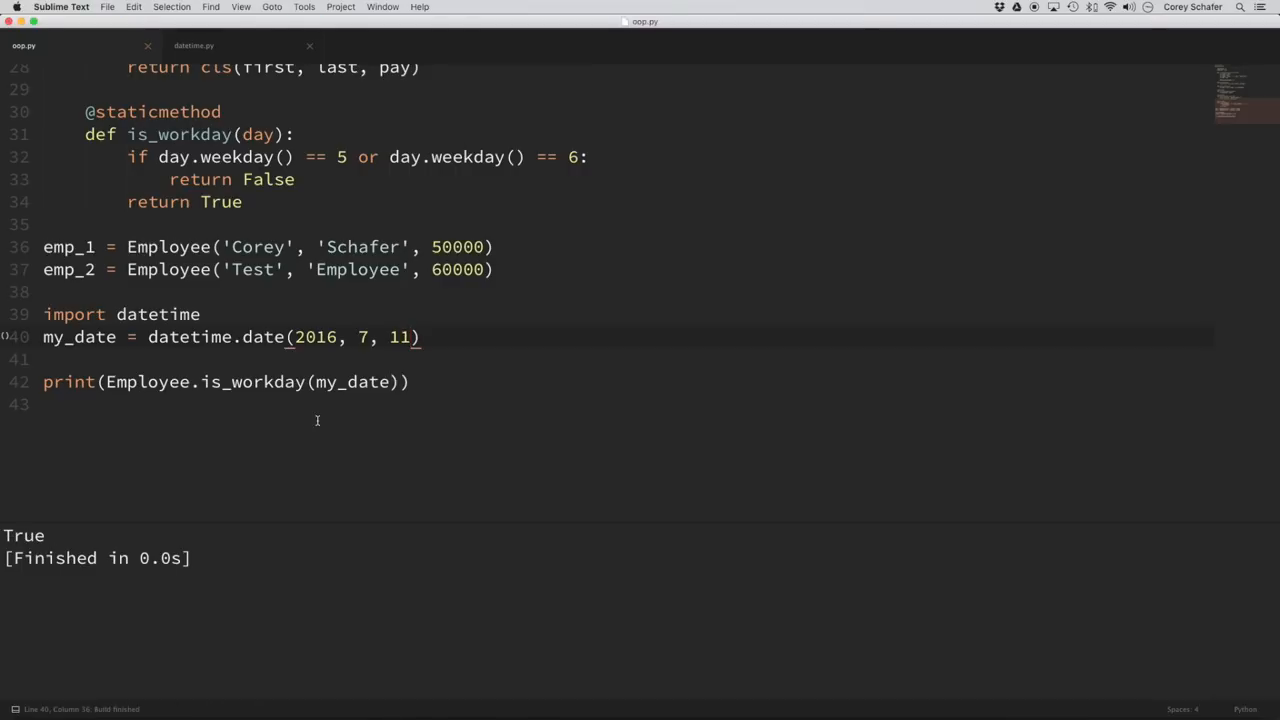 Sublime Text File Edit Selection Find View Goto Tools Project Window Help Corey Schafer
oop.py
oop.py datetime.py
28 return cls(first, last, pay)
29
30 @staticmethod
31 def is_workday(day):
32 if day.weekday() == 5 or day.weekday() == 6:
33 return False
34 return True
35
36 emp_1 = Employee('Corey', 'Schafer', 50000)
37 emp_2 = Employee('Test', 'Employee', 60000)
38
39 import datetime
()40 my_date = datetime.date(2016, 7, 11)
41
42 print(Employee.is_workday(my_date))
43
True
[Finished in 0.0s]
Line 40, Column 36; Build finished Spaces: 4 Python